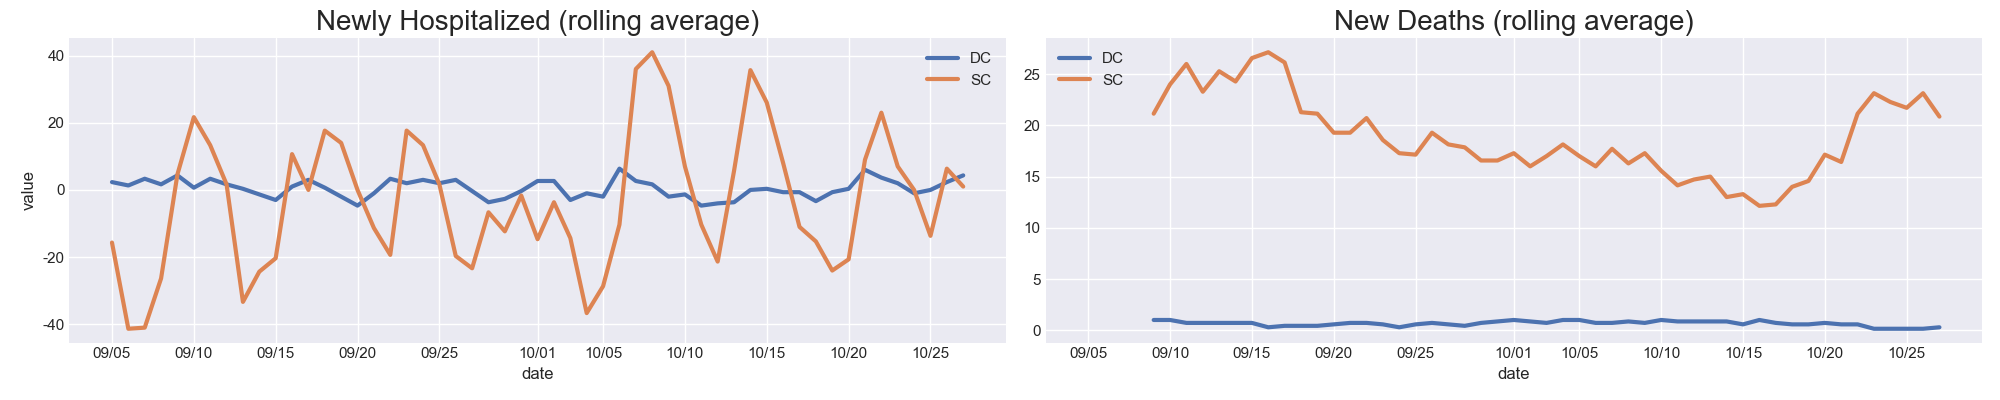 Newly Hospitalized (rolling average)
DC
SC
40
20
0
-20
-40
value
09/05 09/10 09/15 09/20 09/25 10/01 10/05 10/10 10/15 10/20 10/25
date
New Deaths (rolling average)
DC
SC
25
20
15
10
5
0
09/05 09/10 09/15 09/20 09/25 10/01 10/05 10/10 10/15 10/20 10/25
date